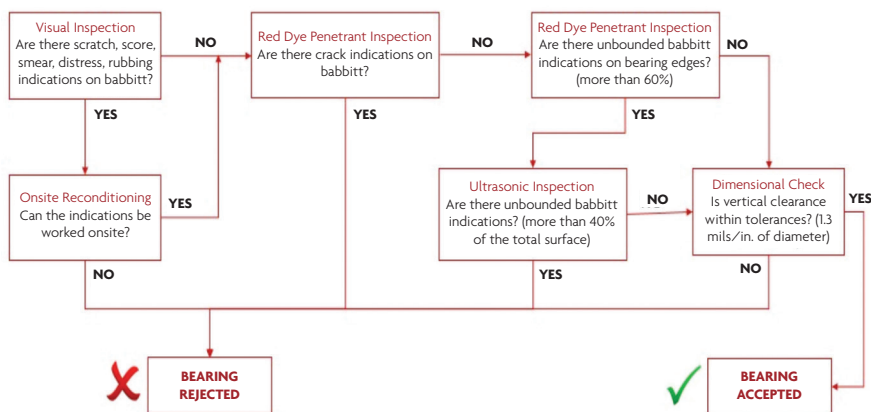 Visual Inspection
Are there scratch, score,
smear, distress, rubbing
indications on babbitt?
NO
YES
Red Dye Penetrant Inspection
Are there crack indications on
babbitt?
NO
YES
Red Dye Penetrant Inspection
Are there unbounded babbitt
indications on bearing edges?
(more than 60%)
NO
YES
Onsite Reconditioning
Can the indications be
worked onsite?
YES
NO
Ultrasonic Inspection
Are there unbounded babbitt
indications? (more than 40%
of the total surface)
NO
YES
Dimensional Check
Is vertical clearance
within tolerances? (1.3
mils/in. of diameter)
YES
NO
BEARING
REJECTED
BEARING
ACCEPTED